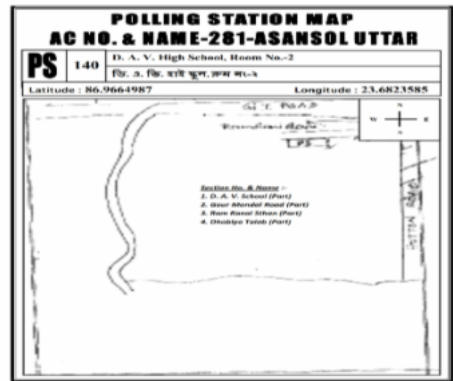 POLLING STATION MAP
AC NO. & NAME-281-ASANSOL UTTAR
PS
140
D. A. V. High School, Room No.-2
ডি. এ. ভি. হাই স্কুল, রুম নং-২
Latitude : 86.9664987
Longitude : 23.6823585
G. T. ROAD
N
W
E
S
Section No. & Name :-
1. D. A. V. School (Part)
2. Gour Mondal Road (Part)
3. Ram Kanai Sthan (Part)
4. Dhobiya Talab (Part)